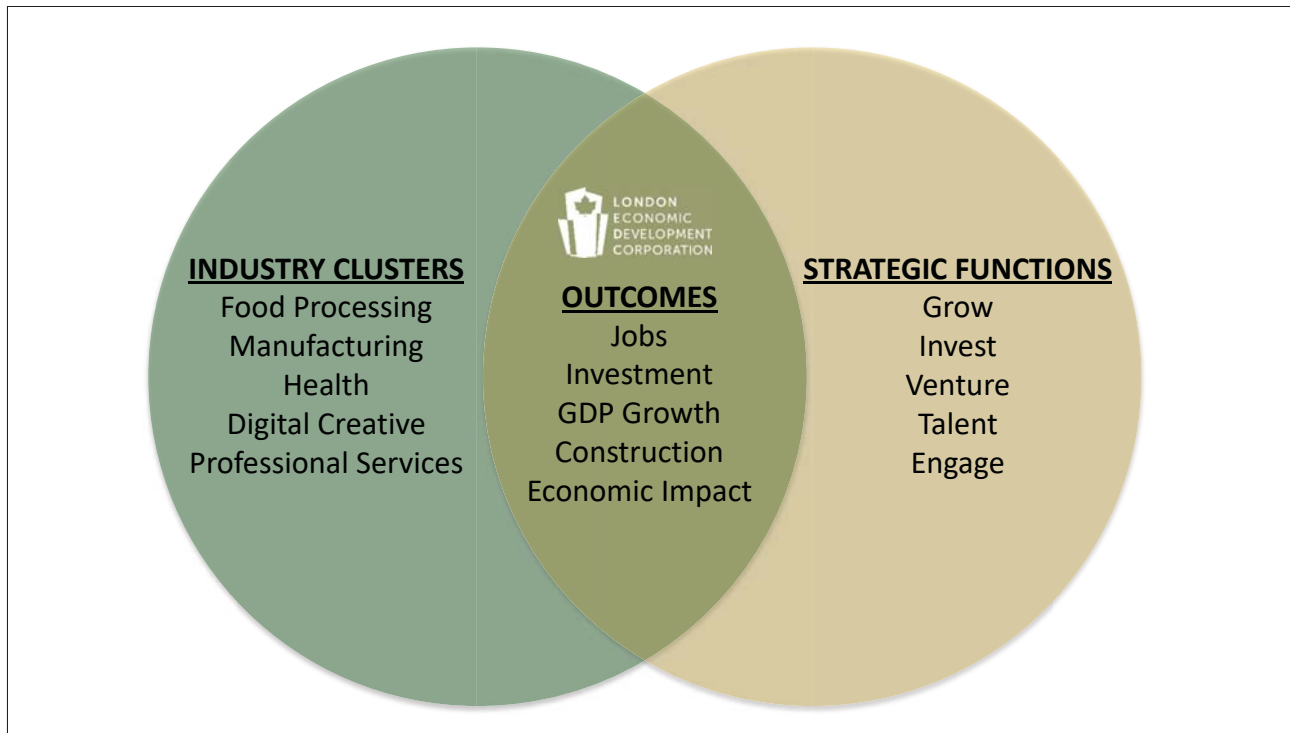 INDUSTRY CLUSTERS
Food Processing
Manufacturing
Health
Digital Creative
Professional Services
LONDON
ECONOMIC
DEVELOPMENT
CORPORATION
OUTCOMES
Jobs
Investment
GDP Growth
Construction
Economic Impact
STRATEGIC FUNCTIONS
Grow
Invest
Venture
Talent
Engage